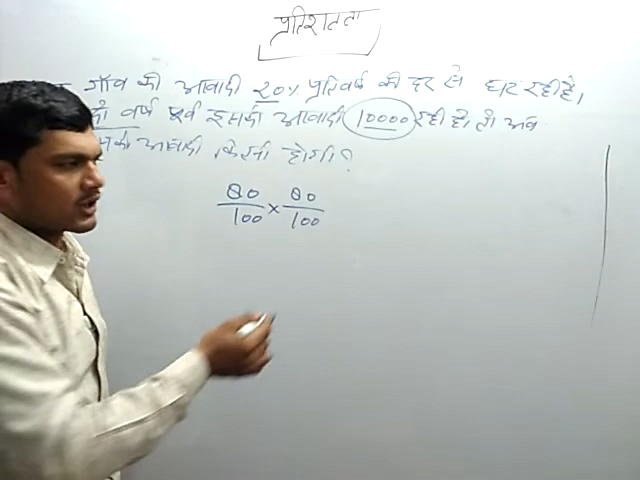 प्रतिशतता
गाँव की आबादी 20% प्रतिवर्ष की दर से घट रही है,
वर्ष पूर्व इसकी आबादी 10000 रही हो, तो अब
आबादी कितनी होगी?
80/100 × 80/100